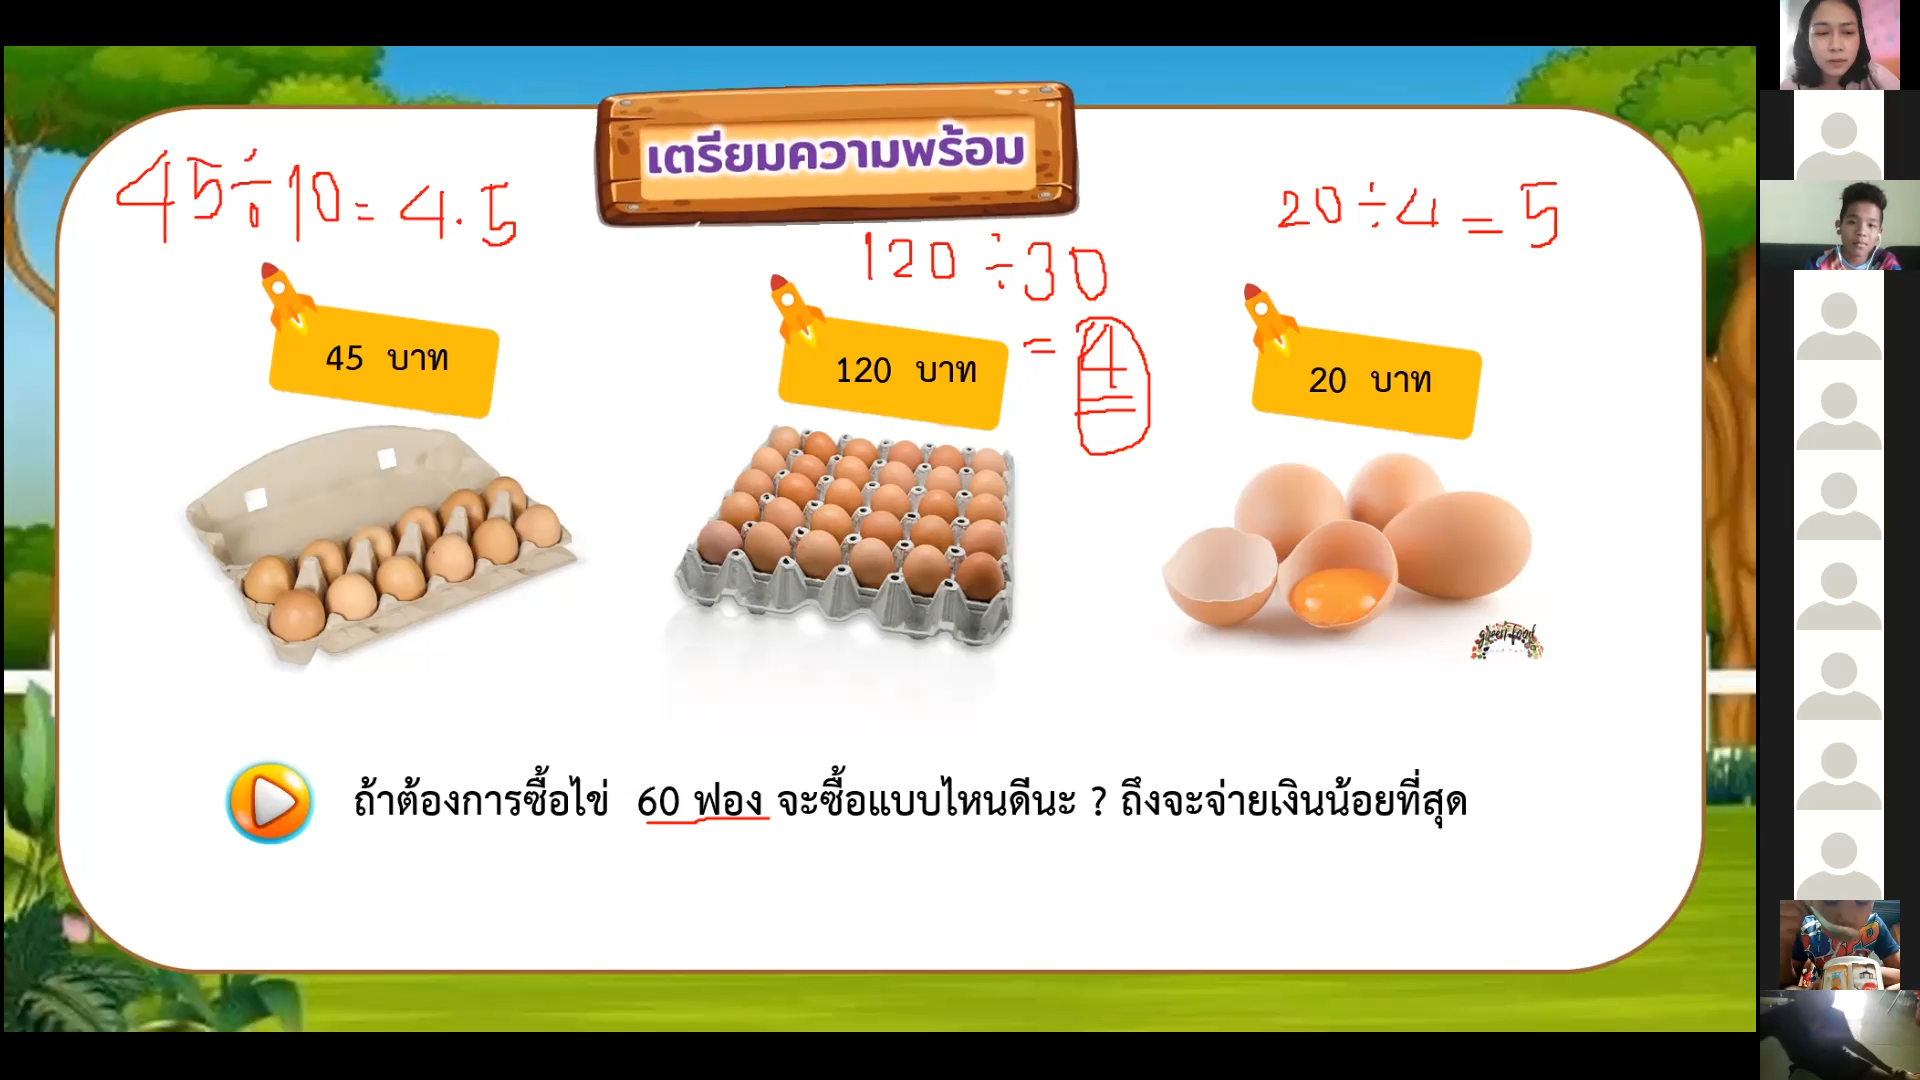 เตรียมความพร้อม
45 ÷ 10 = 4.5
120 ÷ 30
= 4
20 ÷ 4 = 5
45 บาท
120 บาท
20 บาท
ถ้าต้องการซื้อไข่ 60 ฟอง จะซื้อแบบไหนดีนะ ? ถึงจะจ่ายเงินน้อยที่สุด